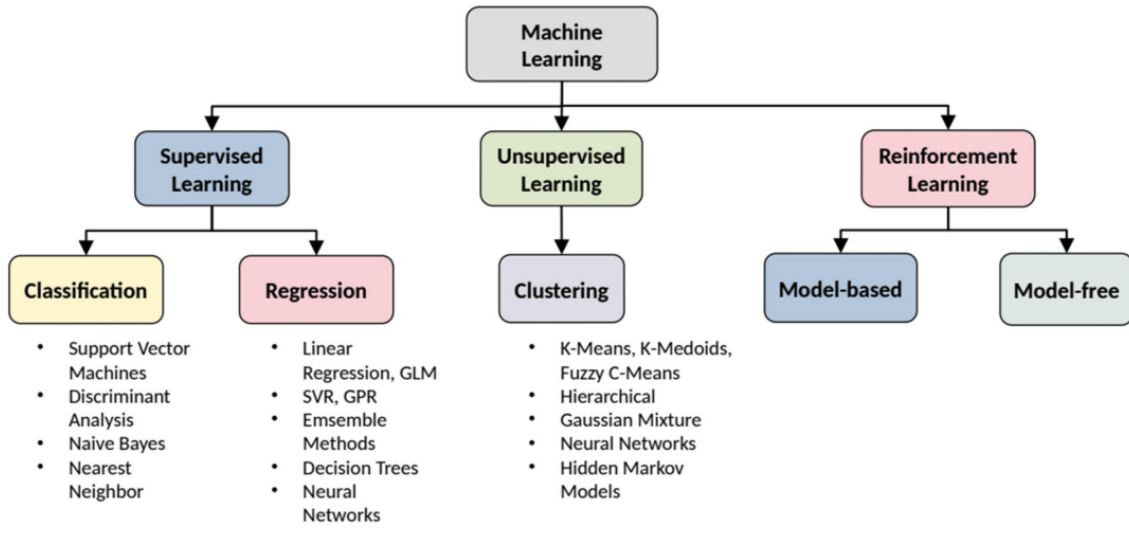 Machine
Learning
Supervised
Learning
Unsupervised
Learning
Reinforcement
Learning
Classification
Regression
Clustering
Model-based
Model-free
• Support Vector
Machines
• Discriminant
Analysis
• Naive Bayes
• Nearest
Neighbor
• Linear
Regression, GLM
• SVR, GPR
• Emsemble
Methods
• Decision Trees
• Neural
Networks
• K-Means, K-Medoids,
Fuzzy C-Means
• Hierarchical
• Gaussian Mixture
• Neural Networks
• Hidden Markov
Models